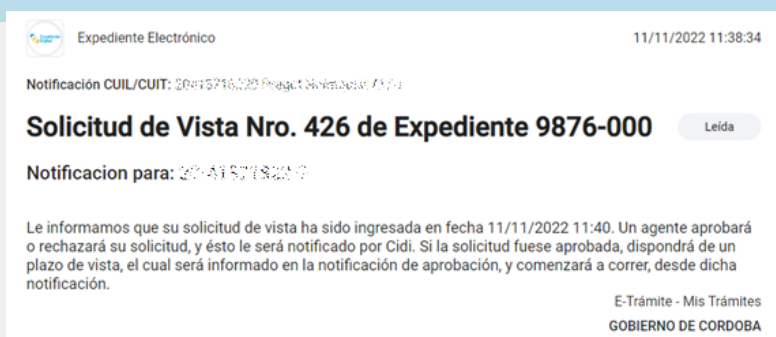 Expediente Electrónico
11/11/2022 11:38:34
Notificación CUIL/CUIT:
Solicitud de Vista Nro. 426 de Expediente 9876-000
Leída
Notificacion para:
Le informamos que su solicitud de vista ha sido ingresada en fecha 11/11/2022 11:40. Un agente aprobará
o rechazará su solicitud, y ésto le será notificado por Cidi. Si la solicitud fuese aprobada, dispondrá de un
plazo de vista, el cual será informado en la notificación de aprobación, y comenzará a correr, desde dicha
notificación.
E-Trámite - Mis Trámites
GOBIERNO DE CORDOBA